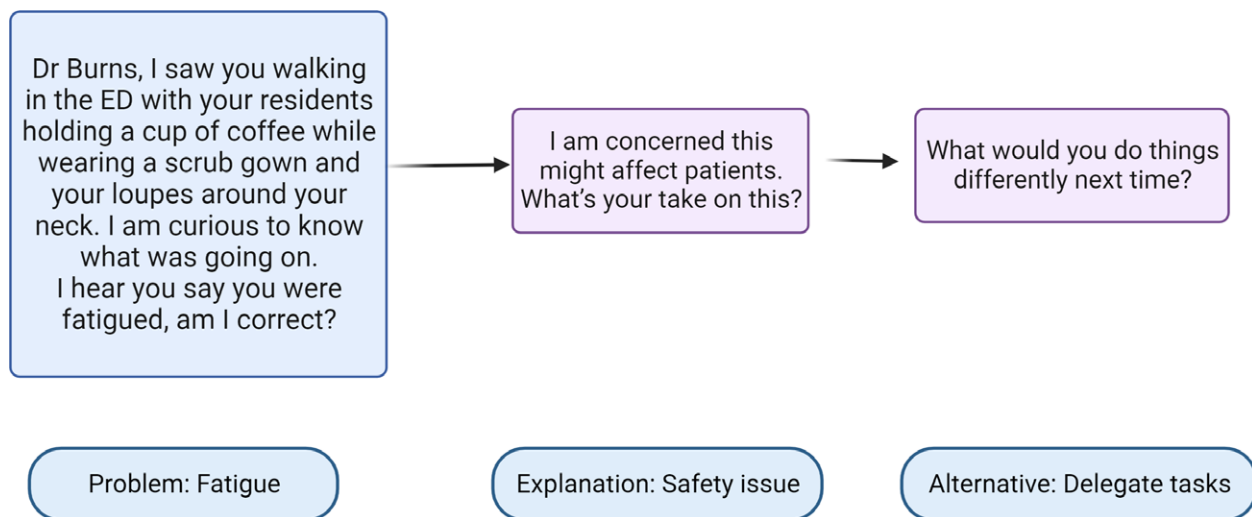 Dr Burns, I saw you walking
in the ED with your residents
holding a cup of coffee while
wearing a scrub gown and
your loupes around your
neck. I am curious to know
what was going on.
I hear you say you were
fatigued, am I correct?
I am concerned this
might affect patients.
What’s your take on this?
What would you do things
differently next time?
Problem: Fatigue
Explanation: Safety issue
Alternative: Delegate tasks